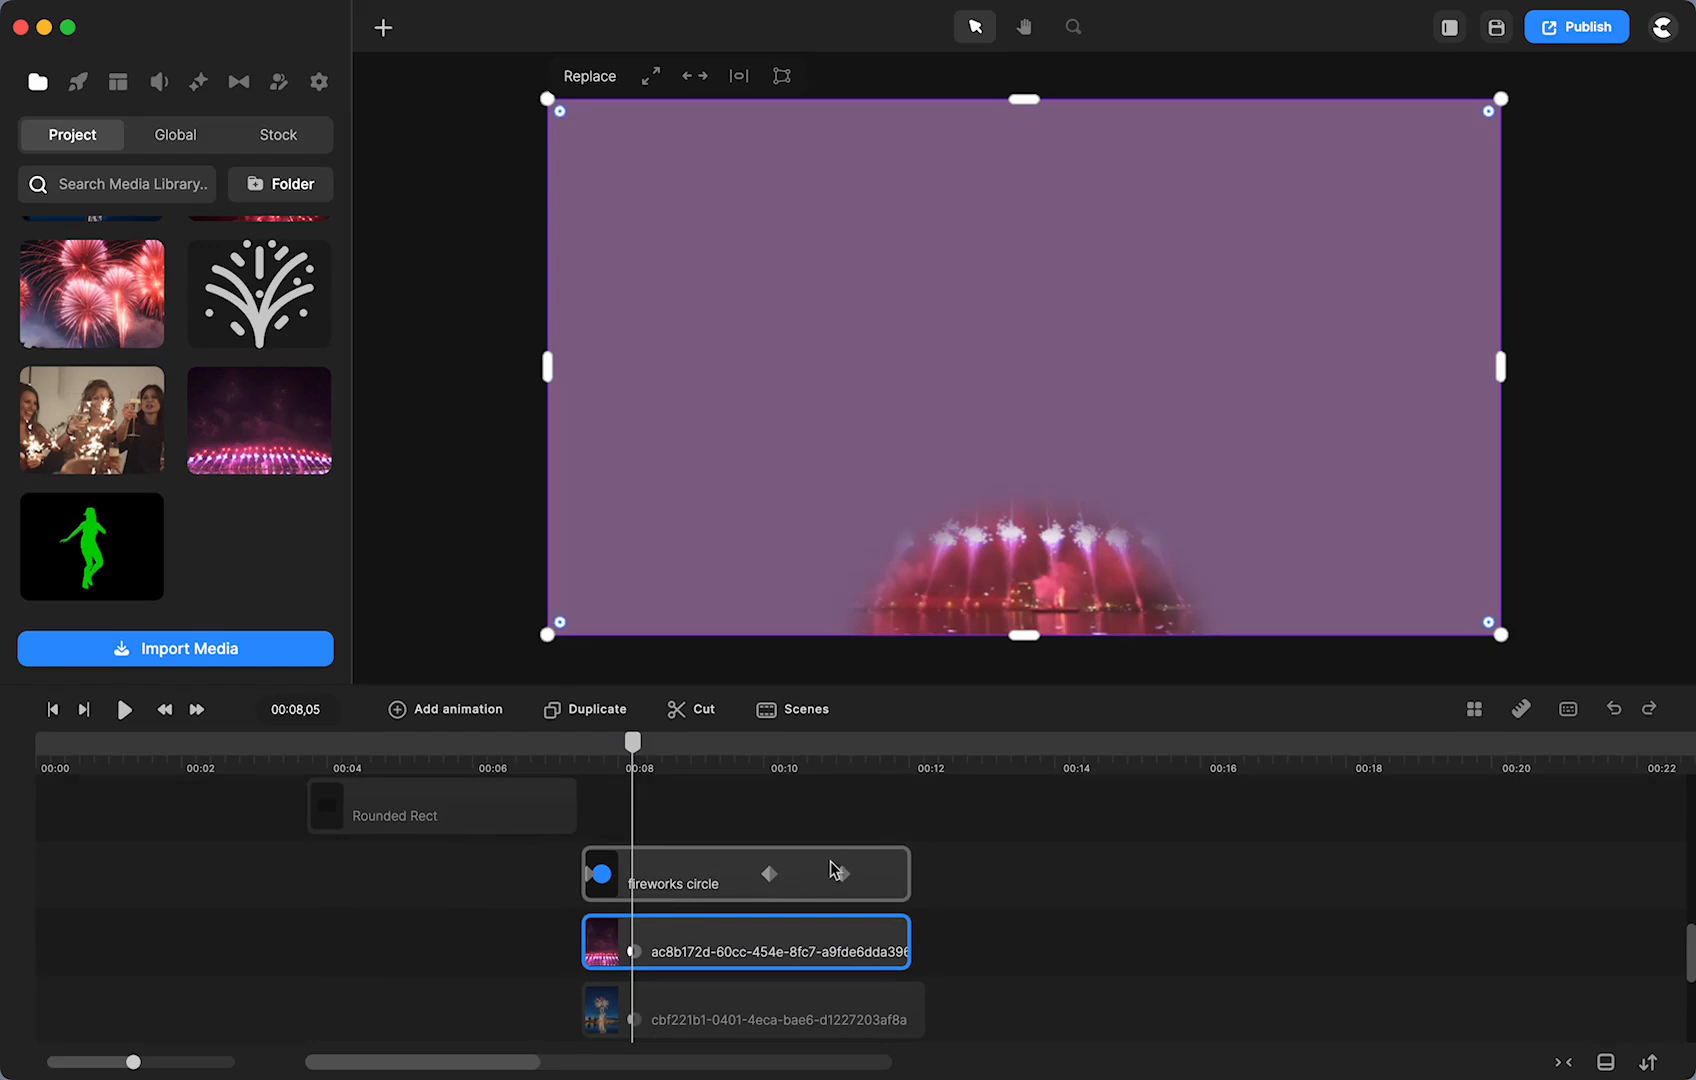 Publish
Replace
Project
Global
Stock
Search Media Library..
Folder
Import Media
00:08,05
Add animation
Duplicate
Cut
Scenes
00:00
00:02
00:04
00:06
00:08
00:10
00:12
00:14
00:16
00:18
00:20
00:22
Rounded Rect
fireworks circle
ac8b172d-60cc-454e-8fc7-a9fde6dda396
cbf221b1-0401-4eca-bae6-d1227203af8a